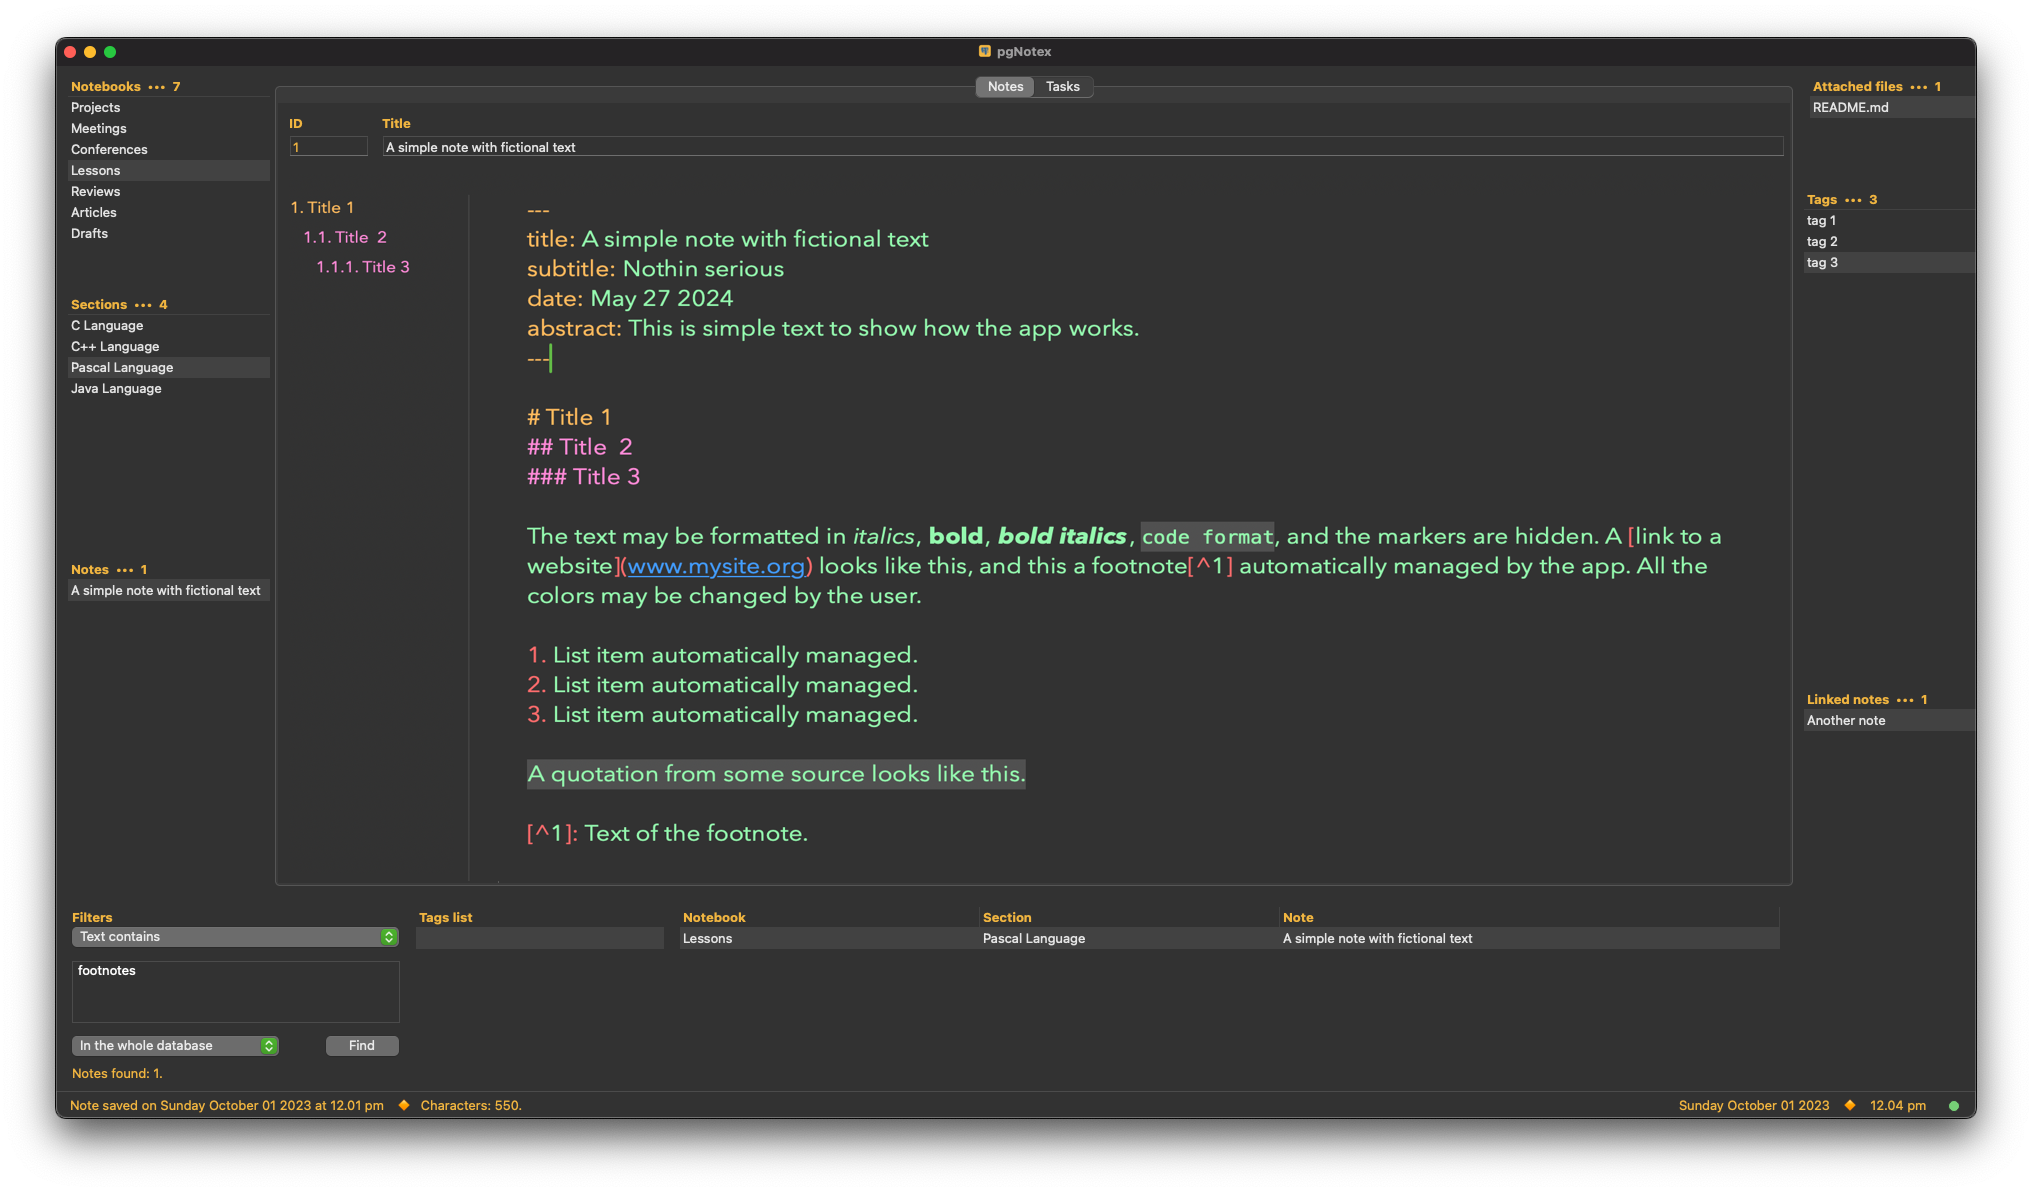 pgNotex
Notebooks ••• 7
Projects
Meetings
Conferences
Lessons
Reviews
Articles
Drafts
Sections ••• 4
C Language
C++ Language
Pascal Language
Java Language
Notes ••• 1
A simple note with fictional text
Notes Tasks
ID Title
1 A simple note with fictional text
1. Title 1
1.1. Title  2
1.1.1. Title 3
---
title: A simple note with fictional text
subtitle: Nothin serious
date: May 27 2024
abstract: This is simple text to show how the app works.
---
# Title 1
## Title  2
### Title 3
The text may be formatted in italics, bold, bold italics, code format, and the markers are hidden. A [link to a
website](www.mysite.org) looks like this, and this a footnote[^1] automatically managed by the app. All the
colors may be changed by the user.
1. List item automatically managed.
2. List item automatically managed.
3. List item automatically managed.
A quotation from some source looks like this.
[^1]: Text of the footnote.
Attached files ••• 1
README.md
Tags ••• 3
tag 1
tag 2
tag 3
Linked notes ••• 1
Another note
Filters
Text contains
footnotes
In the whole database Find
Notes found: 1.
Tags list
Notebook Section Note
Lessons Pascal Language A simple note with fictional text
Note saved on Sunday October 01 2023 at 12.01 pm ◆ Characters: 550.
Sunday October 01 2023 ◆ 12.04 pm